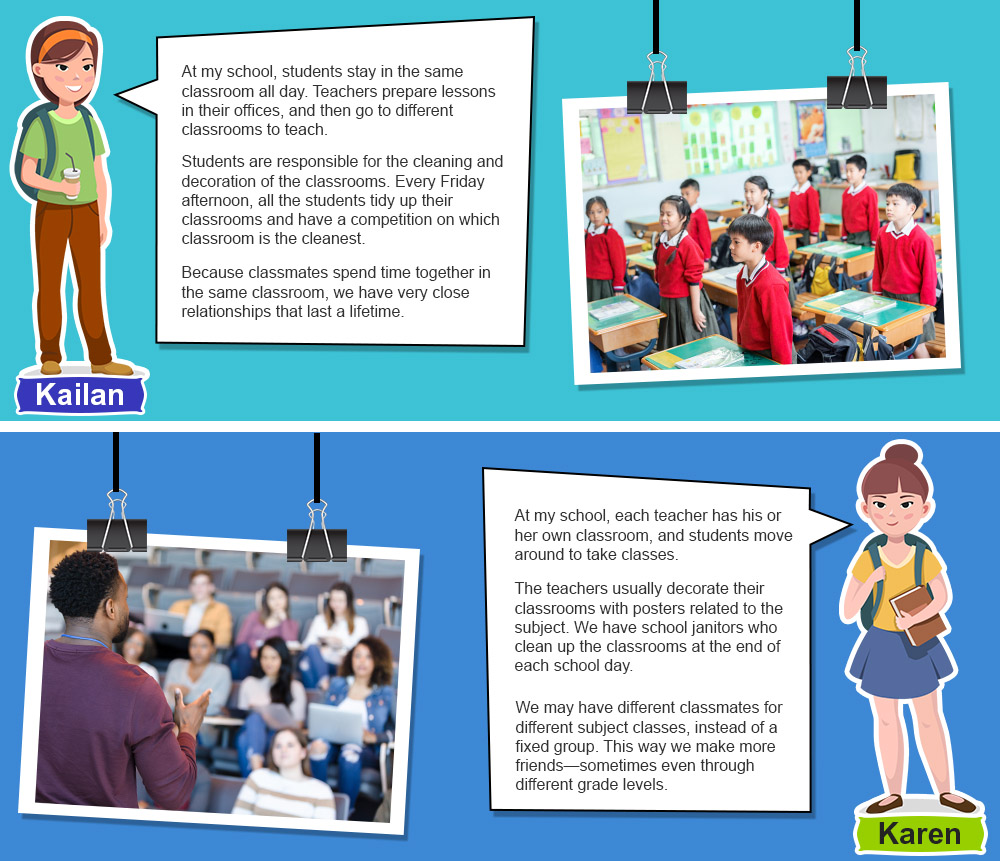 At my school, students stay in the same
classroom all day. Teachers prepare lessons
in their offices, and then go to different
classrooms to teach.
Students are responsible for the cleaning and
decoration of the classrooms. Every Friday
afternoon, all the students tidy up their
classrooms and have a competition on which
classroom is the cleanest.
Because classmates spend time together in
the same classroom, we have very close
relationships that last a lifetime.
Kailan
At my school, each teacher has his or
her own classroom, and students move
around to take classes.
The teachers usually decorate their
classrooms with posters related to the
subject. We have school janitors who
clean up the classrooms at the end of
each school day.
We may have different classmates for
different subject classes, instead of a
fixed group. This way we make more
friends—sometimes even through
different grade levels.
Karen